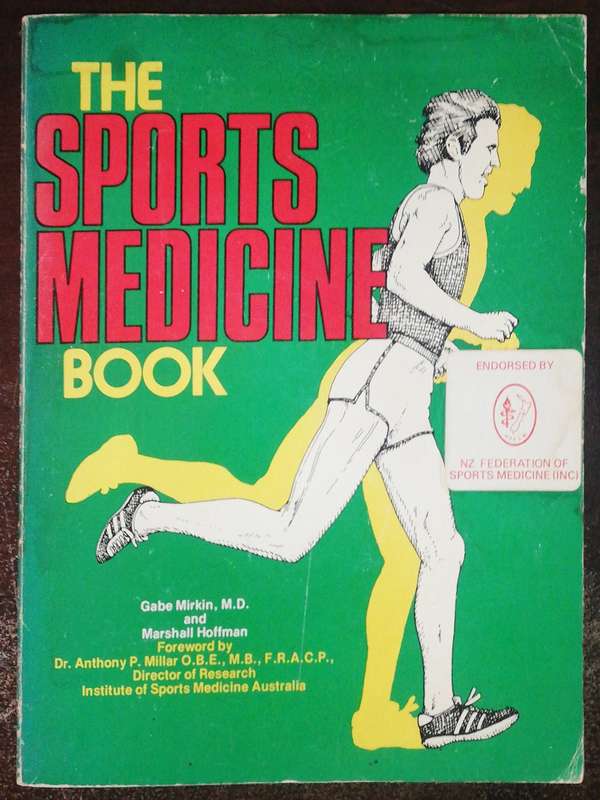 THE
SPORTS
MEDICINE
BOOK
ENDORSED BY
NZ FEDERATION OF
SPORTS MEDICINE (INC)
Gabe Mirkin, M.D.
and
Marshall Hoffman
Foreword by
Dr. Anthony P. Millar O.B.E., M.B., F.R.A.C.P.,
Director of Research
Institute of Sports Medicine Australia